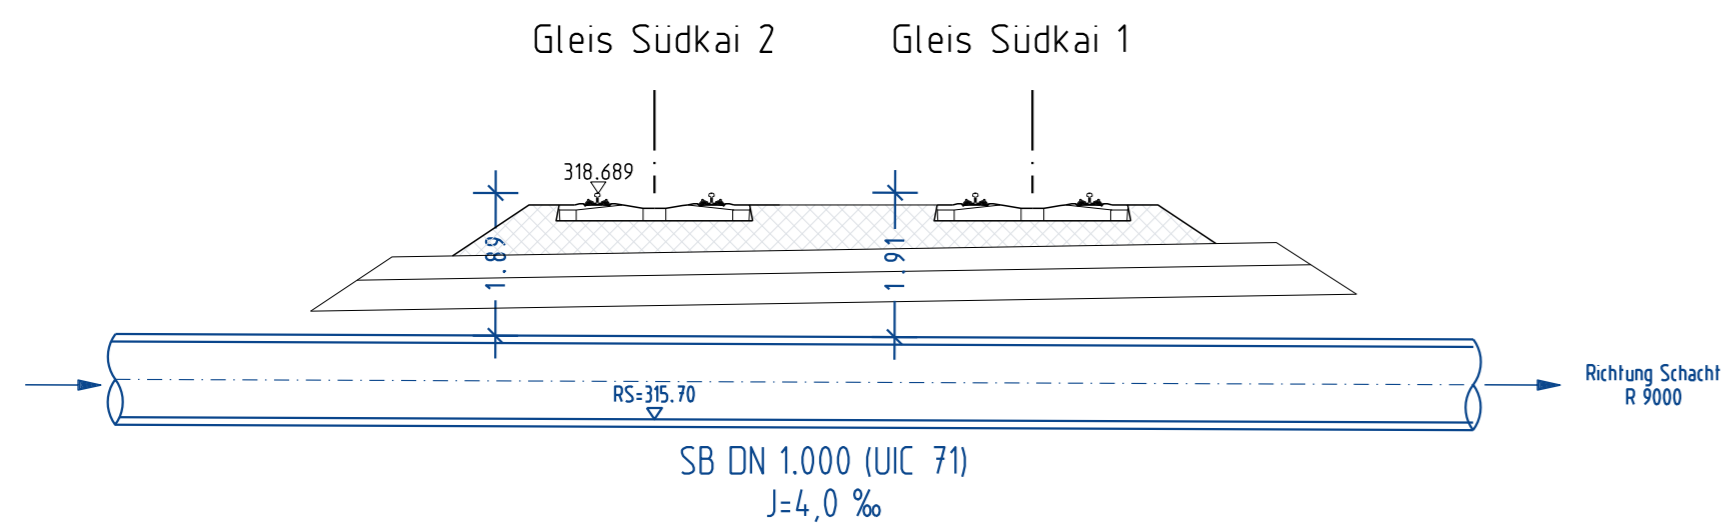 Gleis Südkai 2
Gleis Südkai 1
318.689
1.89
1.91
RS=315.70
Richtung Schacht
R 9000
SB DN 1.000 (UIC 71)
J=4,0 ‰